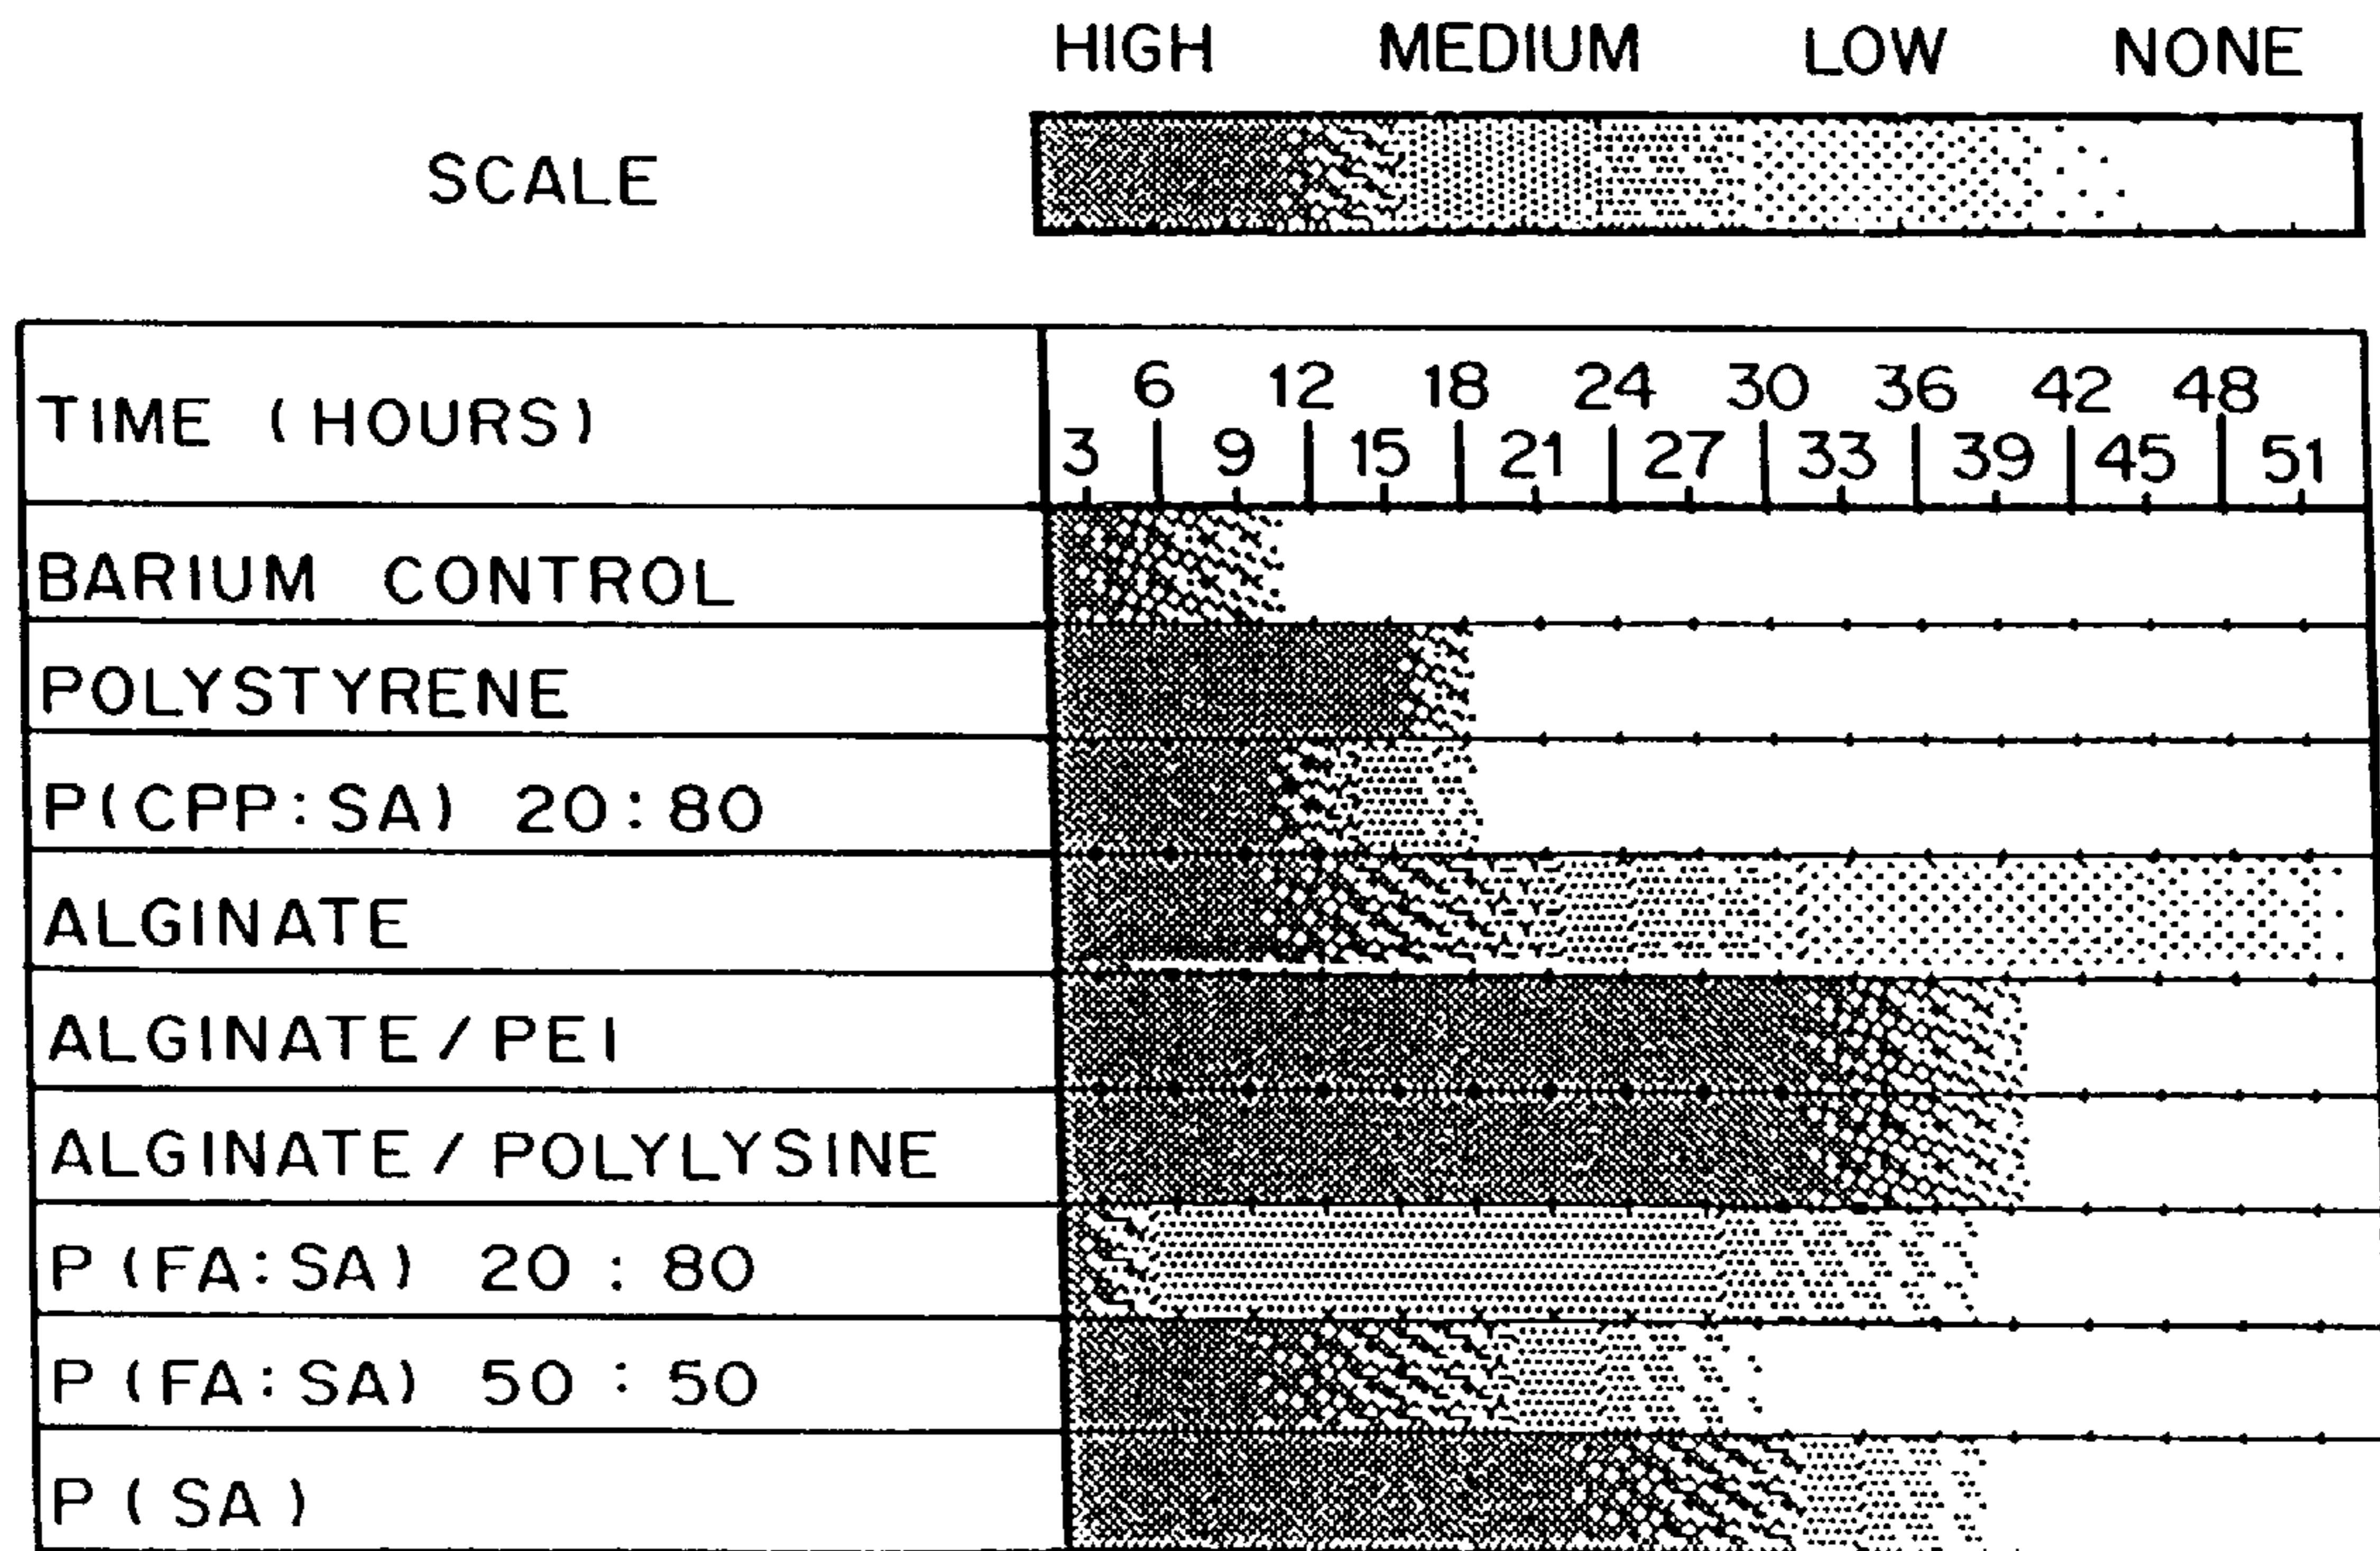 HIGH MEDIUM LOW NONE
SCALE
6 12 18 24 30 36 42 48
TIME (HOURS)
3 9 15 21 27 33 39 45 51
BARIUM CONTROL
POLYSTYRENE
P(CPP:SA) 20:80
ALGINATE
ALGINATE/PEI
ALGINATE/POLYLYSINE
P(FA:SA) 20:80
P(FA:SA) 50:50
P(SA)